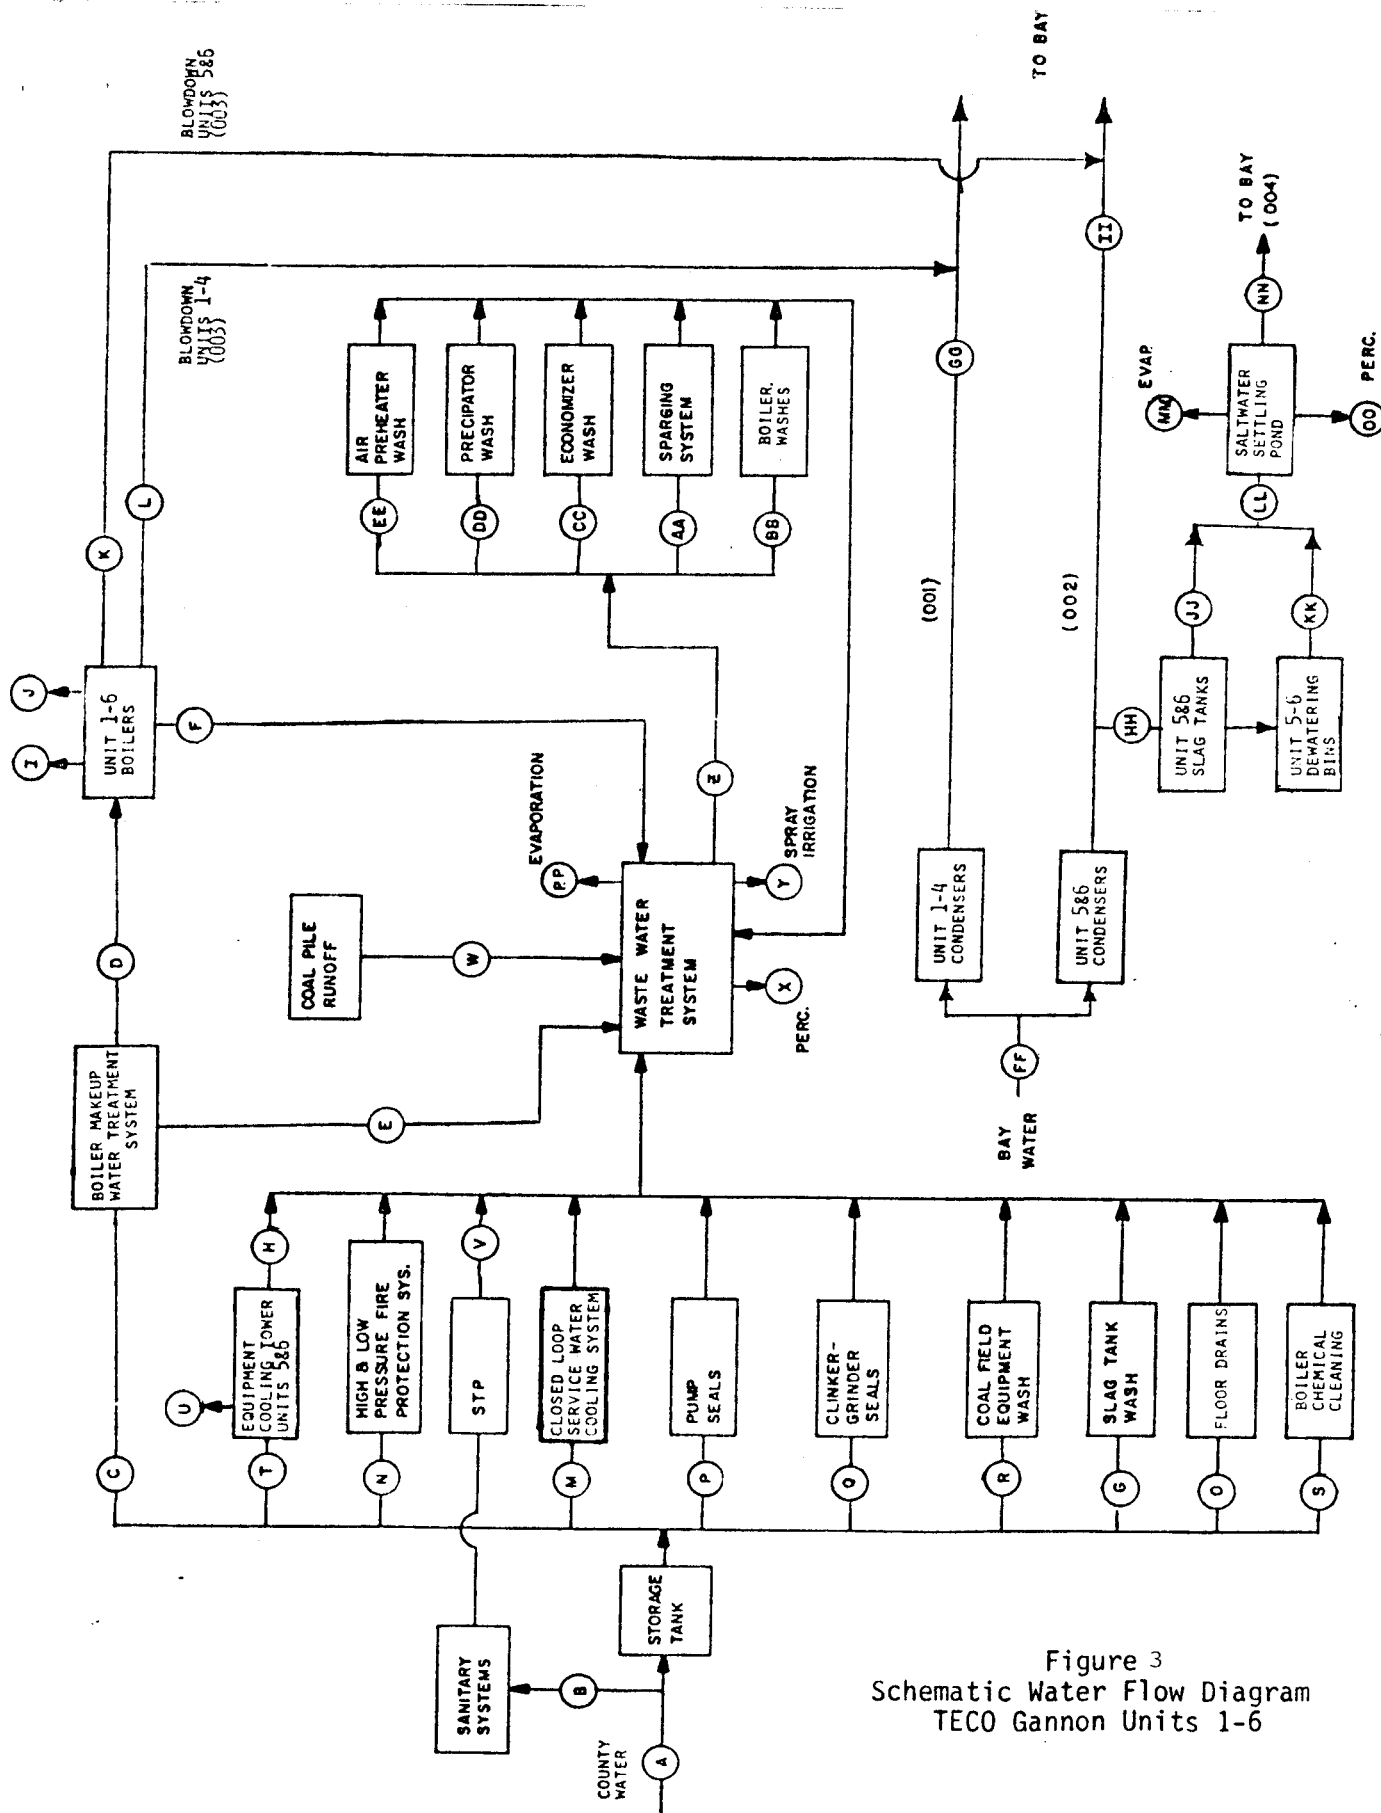 BLOWDOWN
UNITS 5&6
(003)
BLOWDOWN
UNITS 1-4
(003)
TO BAY
K
L
J
I
UNIT 1-6
BOILERS
F
D
BOILER MAKEUP
WATER TREATMENT
SYSTEM
E
C
AIR
PREHEATER
WASH
EE
PRECIPATOR
WASH
DD
ECONOMIZER
WASH
CC
SPARGING
SYSTEM
AA
BOILER
WASHES
BB
COAL PILE
RUNOFF
W
EVAPORATION
PP
WASTE WATER
TREATMENT
SYSTEM
Z
Y
SPRAY
IRRIGATION
X
PERC.
GG
(001)
UNIT 1-4
CONDENSERS
II
(002)
UNIT 5&6
CONDENSERS
FF
BAY
WATER
HH
UNIT 5&6
SLAG TANKS
JJ
UNIT 5-6
DEWATERING
BINS
KK
LL
SALTWATER
SETTLING
POND
MM
EVAP.
NN
TO BAY
(004)
OO
PERC.
U
EQUIPMENT
COOLING TOWER
UNITS 5&6
H
T
HIGH & LOW
PRESSURE FIRE
PROTECTION SYS.
N
STP
V
CLOSED LOOP
SERVICE WATER
COOLING SYSTEM
M
PUMP
SEALS
P
CLINKER-
GRINDER
SEALS
Q
COAL FIELD
EQUIPMENT
WASH
R
SLAG TANK
WASH
G
FLOOR DRAINS
O
BOILER
CHEMICAL
CLEANING
S
SANITARY
SYSTEMS
B
STORAGE
TANK
COUNTY
WATER
A
Figure 3
Schematic Water Flow Diagram
TECO Gannon Units 1-6